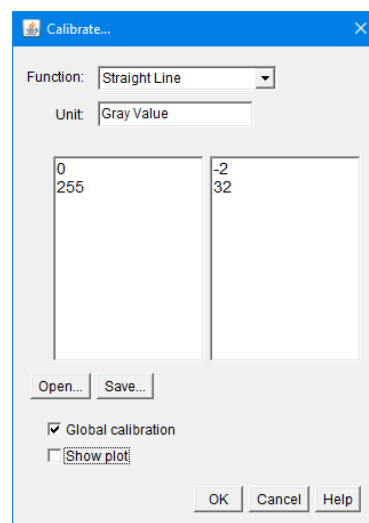 Calibrate...
Function: Straight Line
Unit: Gray Value
0 -2
255 32
Open... Save...
Global calibration
Show plot
OK Cancel Help